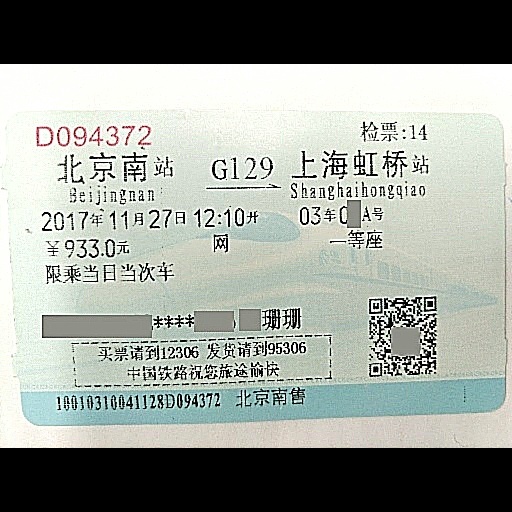 D094372 检票:14
北京南站 G129 上海虹桥站
Beijingnan Shanghaihongqiao
2017年11月27日12:10开 03车0 A号
¥933.0元 网 一等座
限乘当日当次车
**** 珊珊
买票请到12306 发货请到95306
中国铁路祝您旅途愉快
10010310041128D094372 北京南售